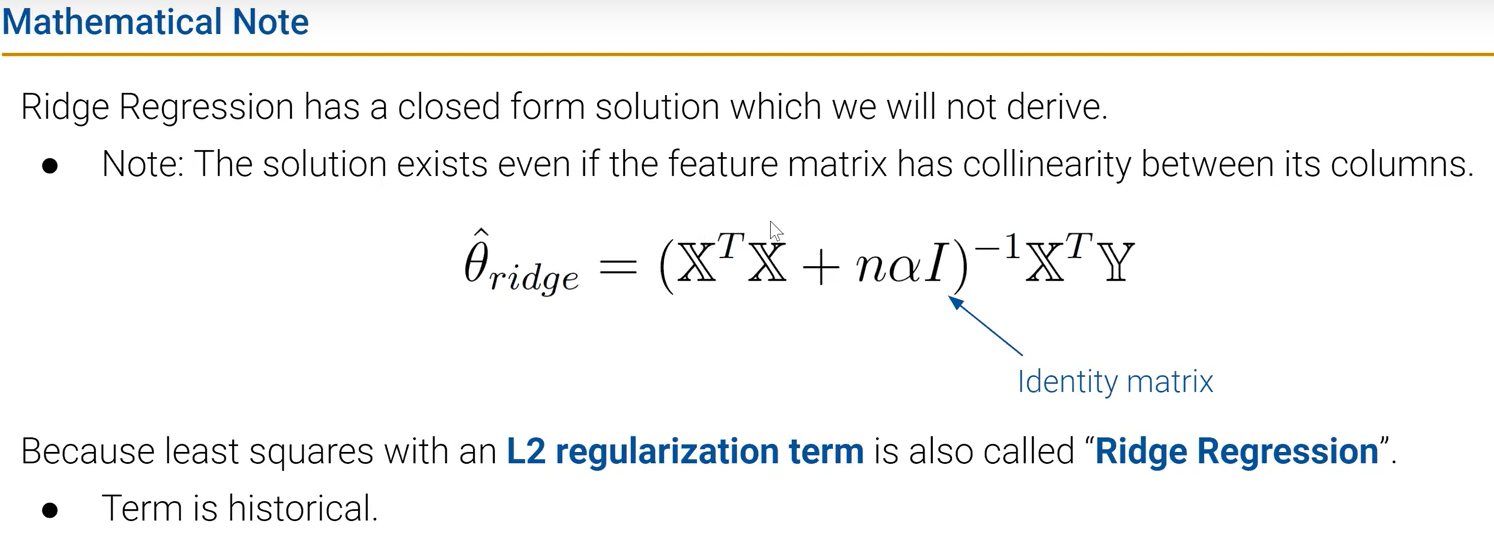 Mathematical Note
Ridge Regression has a closed form solution which we will not derive.
● Note: The solution exists even if the feature matrix has collinearity between its columns.
$\hat{\theta}_{ridge} = (\mathbb{X}^T\mathbb{X} + n\alpha I)^{-1}\mathbb{X}^T\mathbb{Y}$
Identity matrix
Because least squares with an L2 regularization term is also called “Ridge Regression”.
● Term is historical.